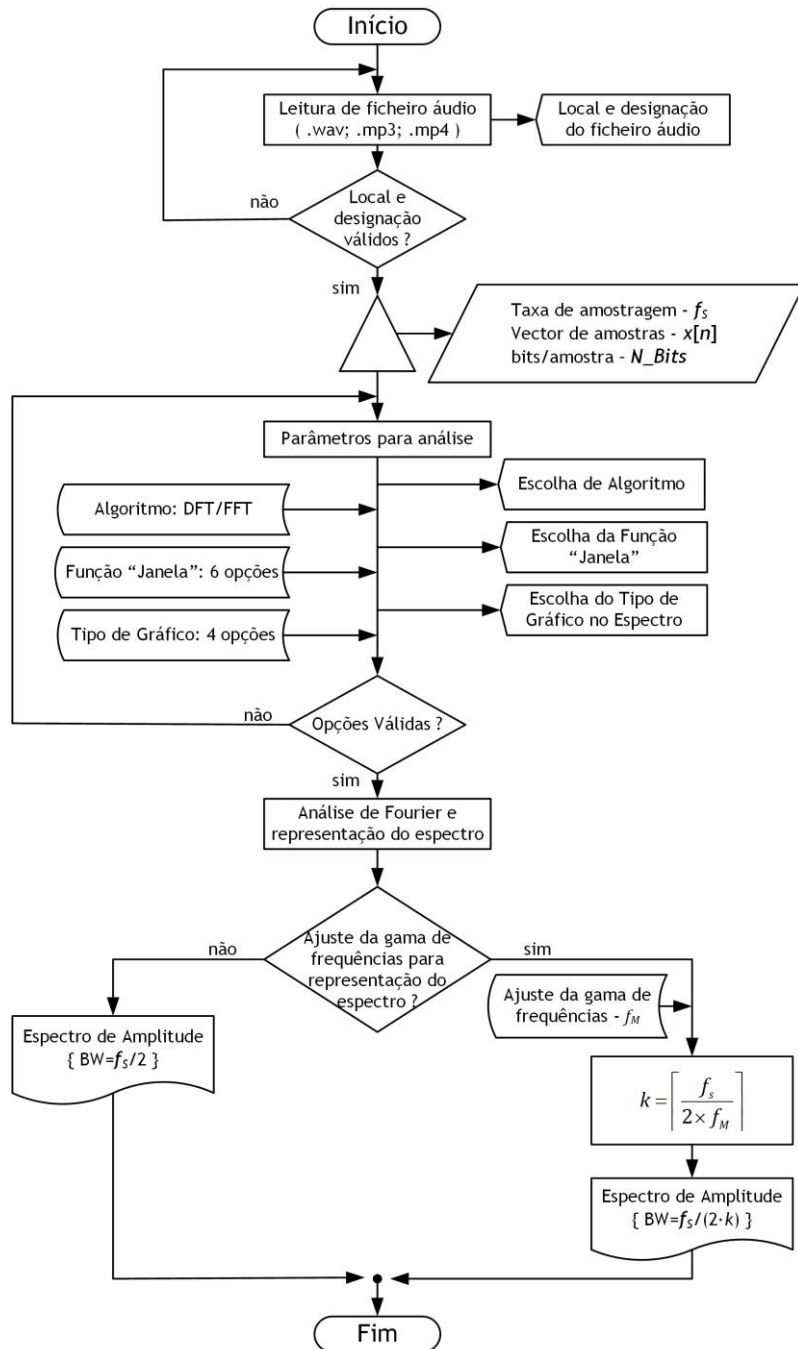 Início
Leitura de ficheiro áudio
( .wav; .mp3; .mp4 )
Local e designação
do ficheiro áudio
Local e
designação
válidos ?
não
sim
Taxa de amostragem - fs
Vector de amostras - x[n]
bits/amostra - N_Bits
Parâmetros para análise
Escolha de Algoritmo
Algoritmo: DFT/FFT
Escolha da Função
“Janela”
Função “Janela”: 6 opções
Escolha do Tipo de
Gráfico no Espectro
Tipo de Gráfico: 4 opções
não
Opções Válidas ?
sim
Análise de Fourier e
representação do espectro
não
Ajuste da gama de
frequências para
representação do
espectro ?
sim
Ajuste da gama de
frequências - fM
Espectro de Amplitude
{ BW=fs/2 }
k = ⌈ fs / 2 × fM ⌉
Espectro de Amplitude
{ BW=fs/(2·k) }
Fim